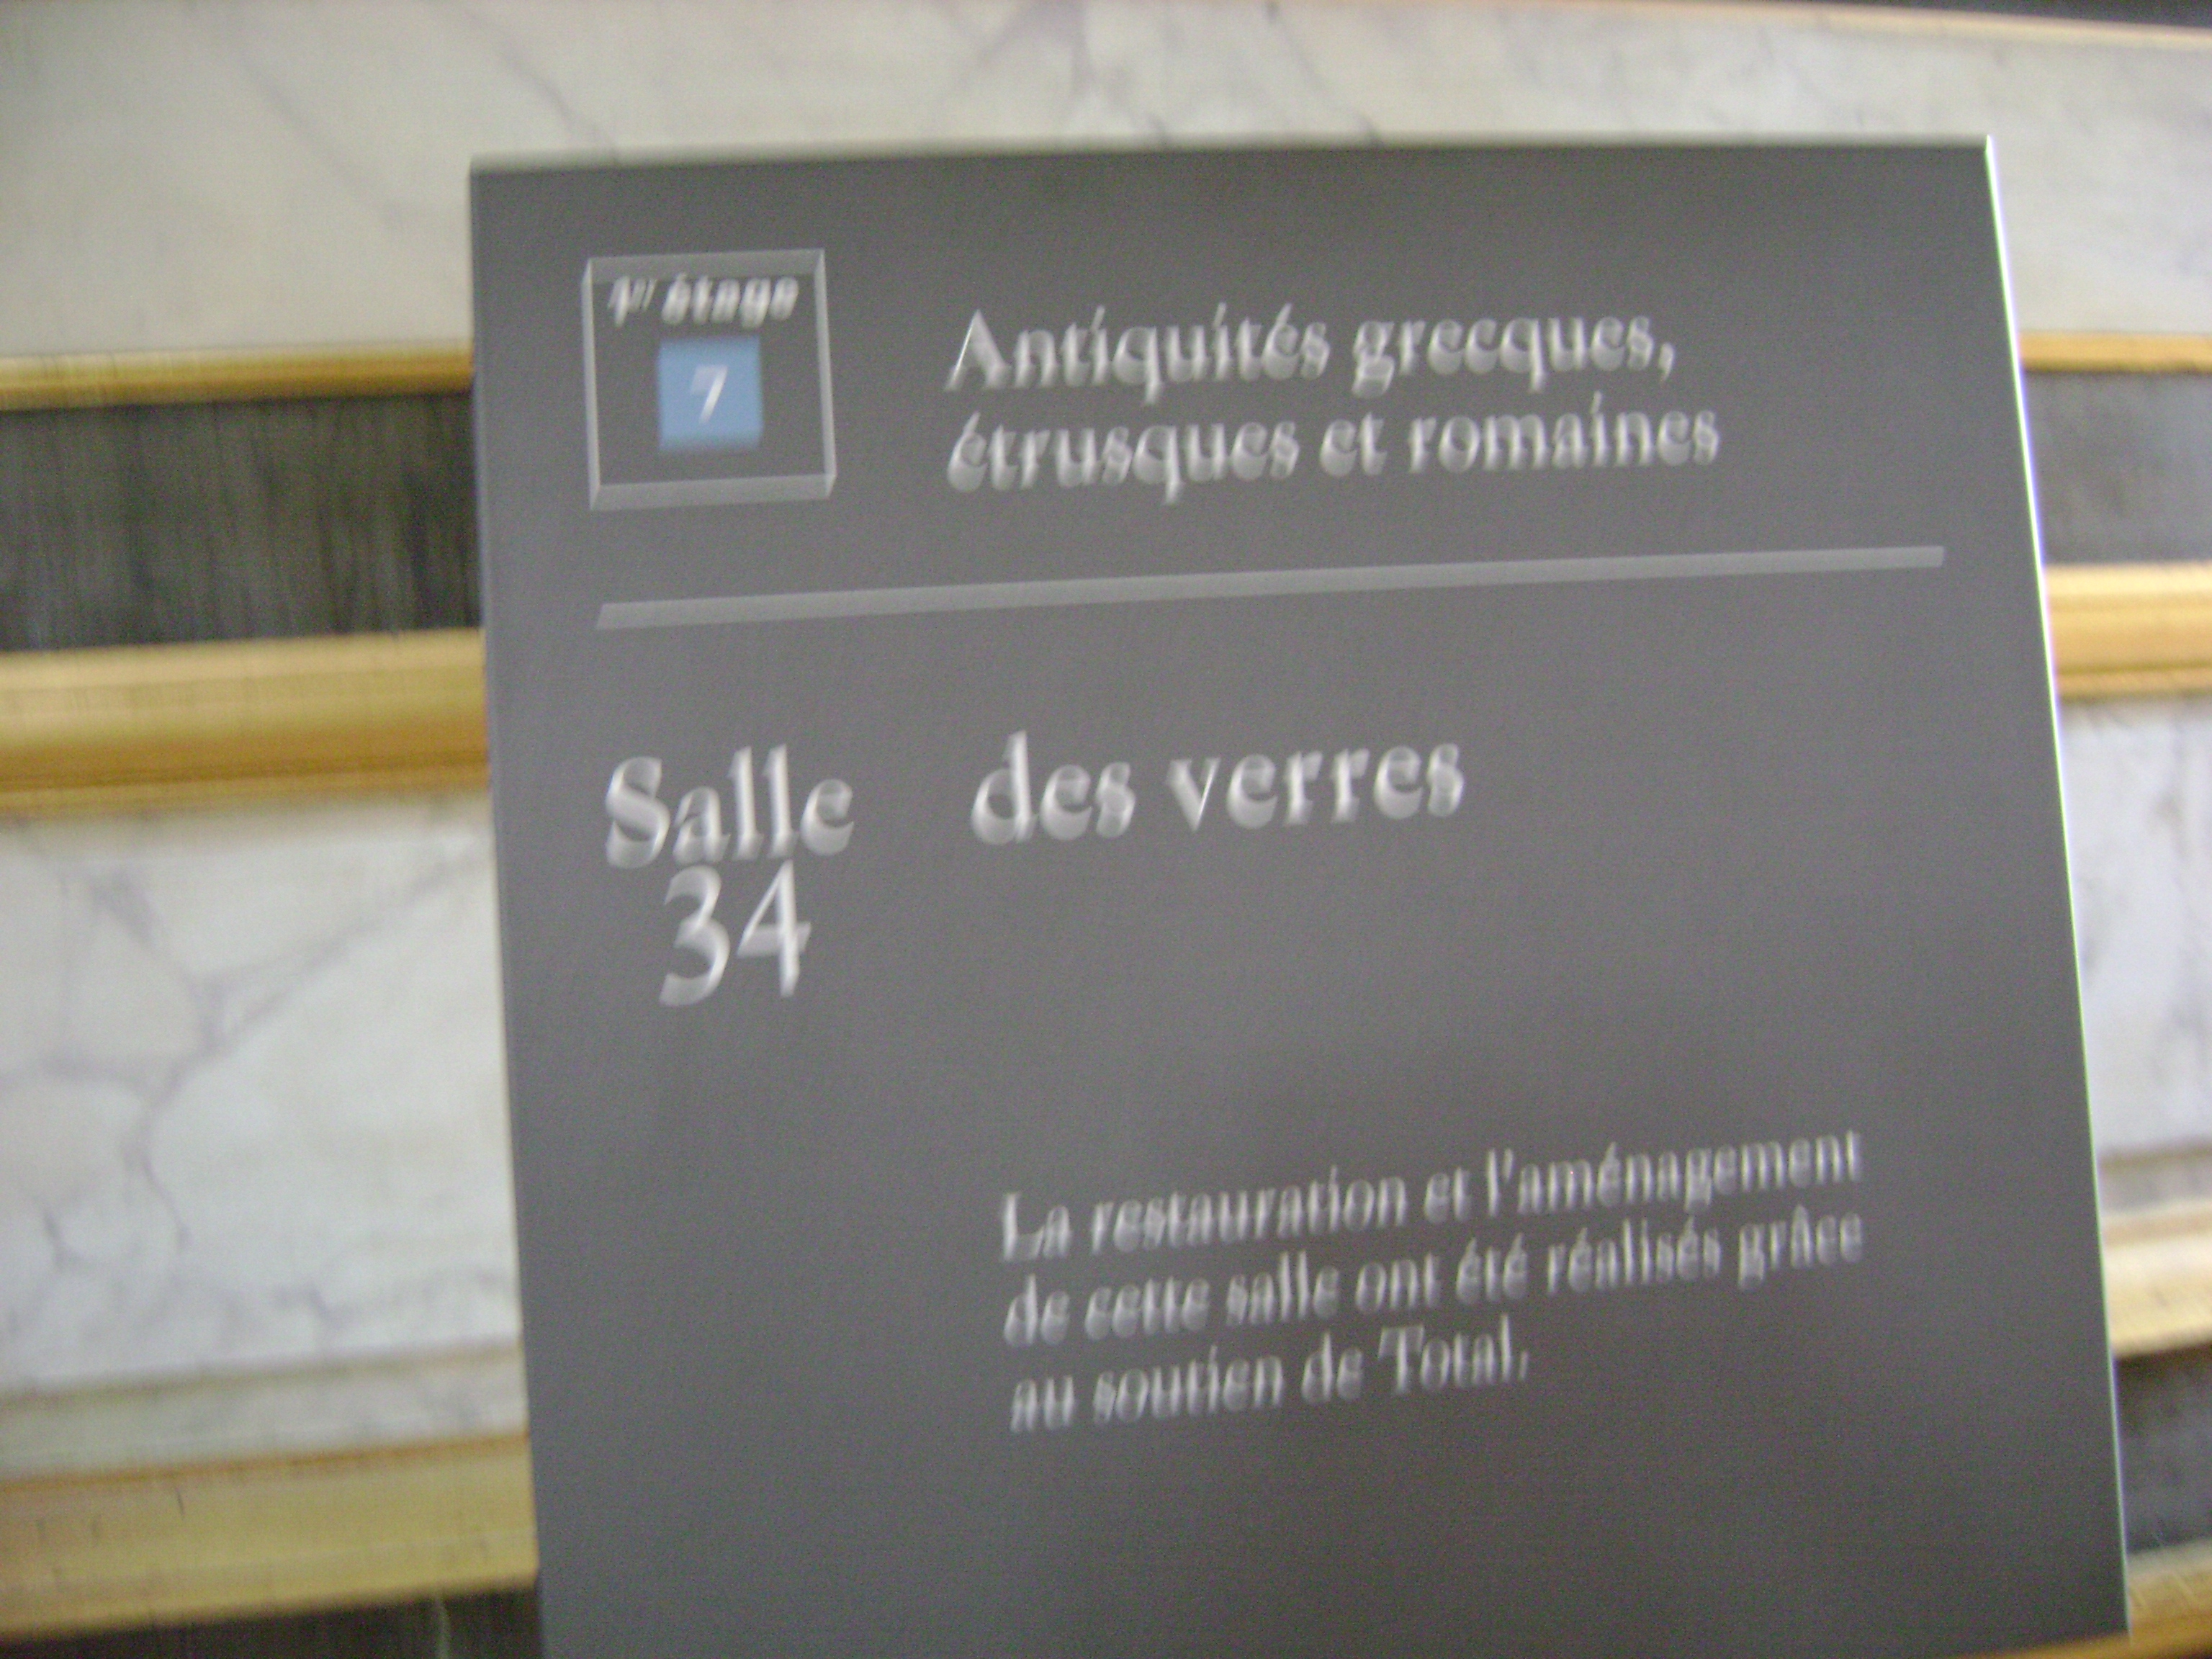 1er étage
7
Antiquités grecques,
étrusques et romaines
Salle des verres
34
La restauration et l'aménagement
de cette salle ont été réalisés grâce
au soutien de Total.